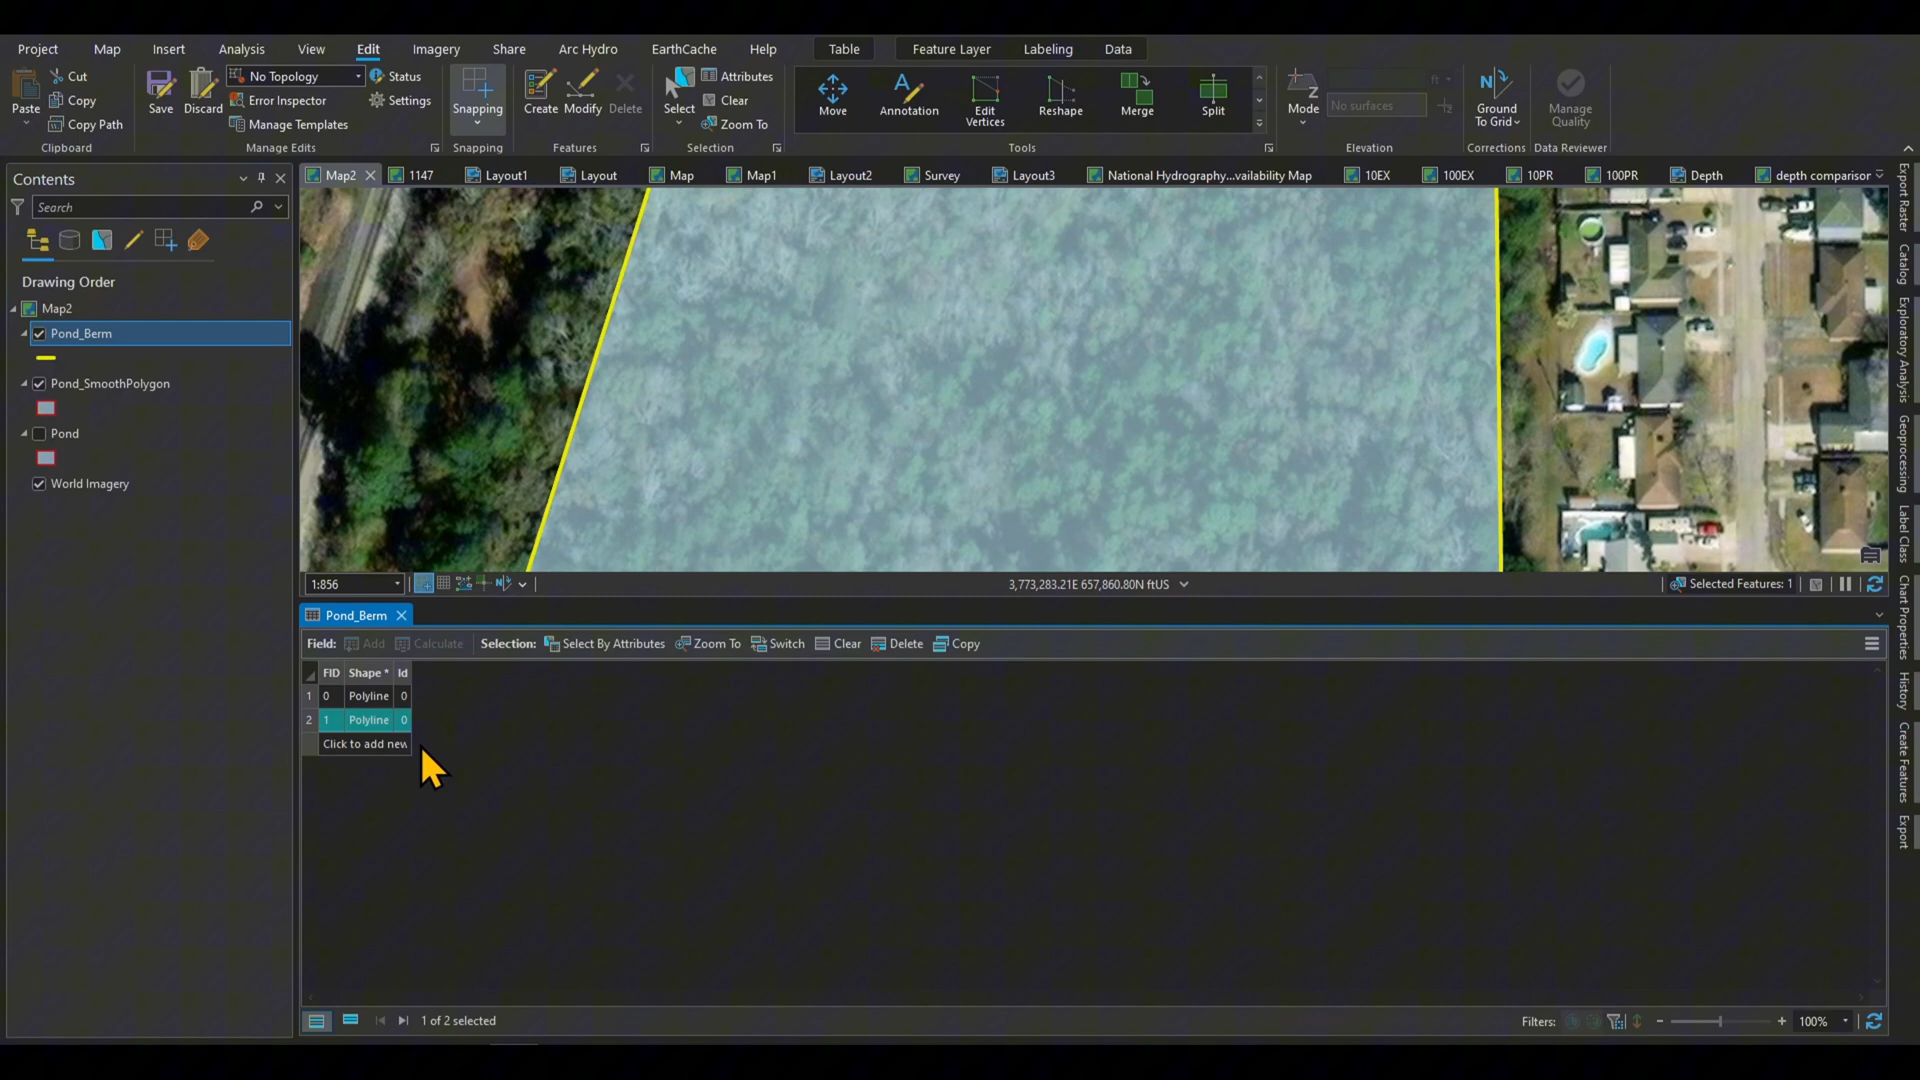 Project Map Insert Analysis View Edit Imagery Share Arc Hydro EarthCache Help Table Feature Layer Labeling Data
Paste
Cut
Copy
Copy Path
Clipboard
Save
Discard
No Topology
Error Inspector
Manage Templates
Status
Settings
Manage Edits
Snapping
Snapping
Create
Modify
Delete
Features
Select
Attributes
Clear
Zoom To
Selection
Move
Annotation
Edit
Vertices
Reshape
Merge
Split
Tools
Mode
ft
No surfaces
Elevation
Ground
To Grid
Corrections
Manage
Quality
Data Reviewer
Contents
Search
Drawing Order
Map2
Pond_Berm
Pond_SmoothPolygon
Pond
World Imagery
Map2 1147 Layout1 Layout Map Map1 Layout2 Survey Layout3 National Hydrography...vailability Map 10EX 100EX 10PR 100PR Depth depth comparison
1:856
3,773,283.21E 657,860.80N ftUS
Selected Features: 1
Pond_Berm
Field: Add Calculate Selection: Select By Attributes Zoom To Switch Clear Delete Copy
FID Shape * Id
1 0 Polyline 0
2 1 Polyline 0
Click to add new
1 of 2 selected
Filters:
100%
Export Raster
Catalog
Exploratory Analysis
Geoprocessing
Label Class
Chart Properties
History
Create Features
Export